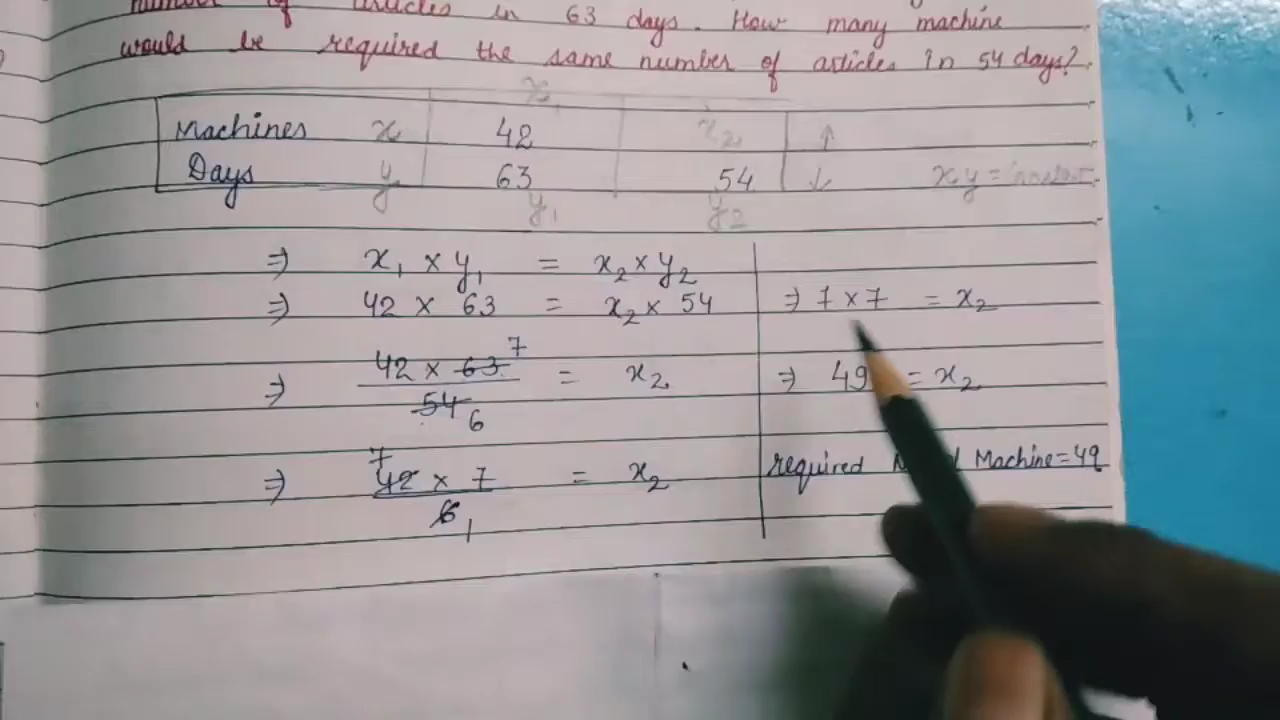 number of articles in 63 days. How many machine
would be required the same number of articles in 54 days?
x
Machines x 42 x₂ ↑
Days y 63 54 ↓ xy =
y₁ y₂
⇒ x₁ × y₁ = x₂ × y₂
⇒ 42 × 63 = x₂ × 54
⇒ 42 × 63 7 / 54 6 = x₂
⇒ 7 42 × 7 / 6 1 = x₂
⇒ 7 × 7 = x₂
⇒ 49 = x₂
required Machine = 49